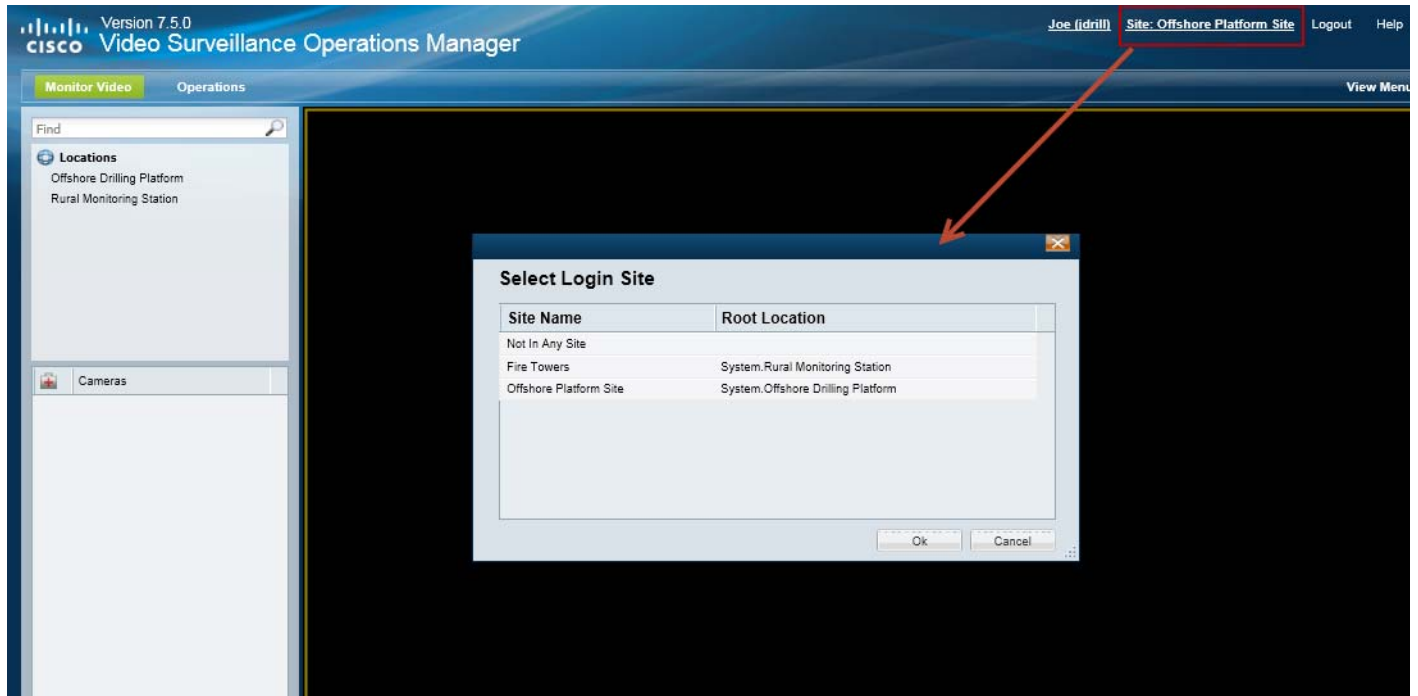 Version 7.5.0
CISCO Video Surveillance Operations Manager
Joe (jdrill) Site: Offshore Platform Site Logout Help
Monitor Video Operations View Menu
Find
Locations
Offshore Drilling Platform
Rural Monitoring Station
Cameras
Select Login Site
Site Name Root Location
Not In Any Site
Fire Towers System.Rural Monitoring Station
Offshore Platform Site System.Offshore Drilling Platform
Ok Cancel